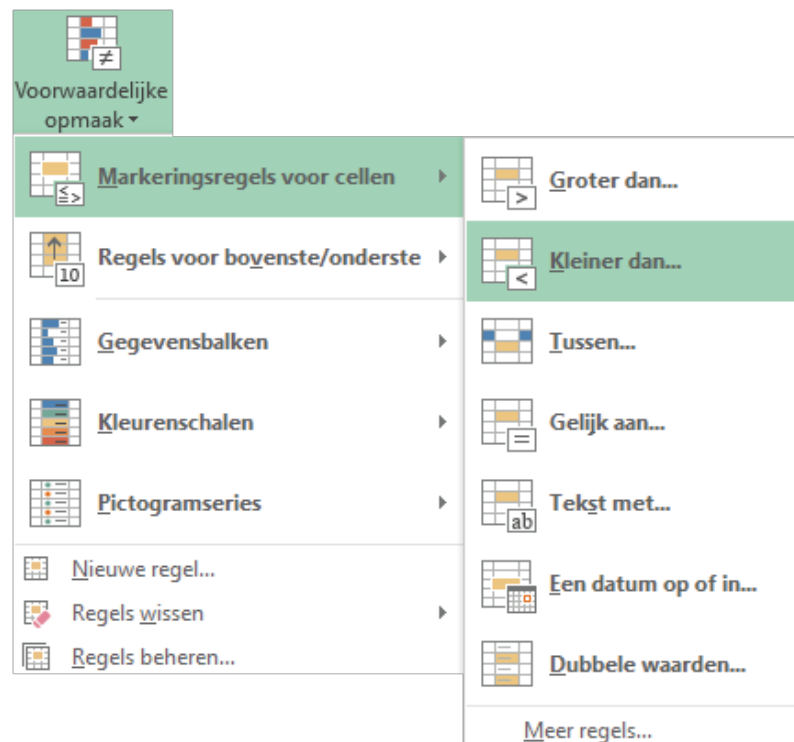 Voorwaardelijke
opmaak
Markeringsregels voor cellen
Regels voor bovenste/onderste
10
Gegevensbalken
Kleurenschalen
Pictogramseries
Nieuwe regel...
Regels wissen
Regels beheren...
Groter dan...
Kleiner dan...
Tussen...
Gelijk aan...
Tekst met...
ab
Een datum op of in...
Dubbele waarden...
Meer regels...